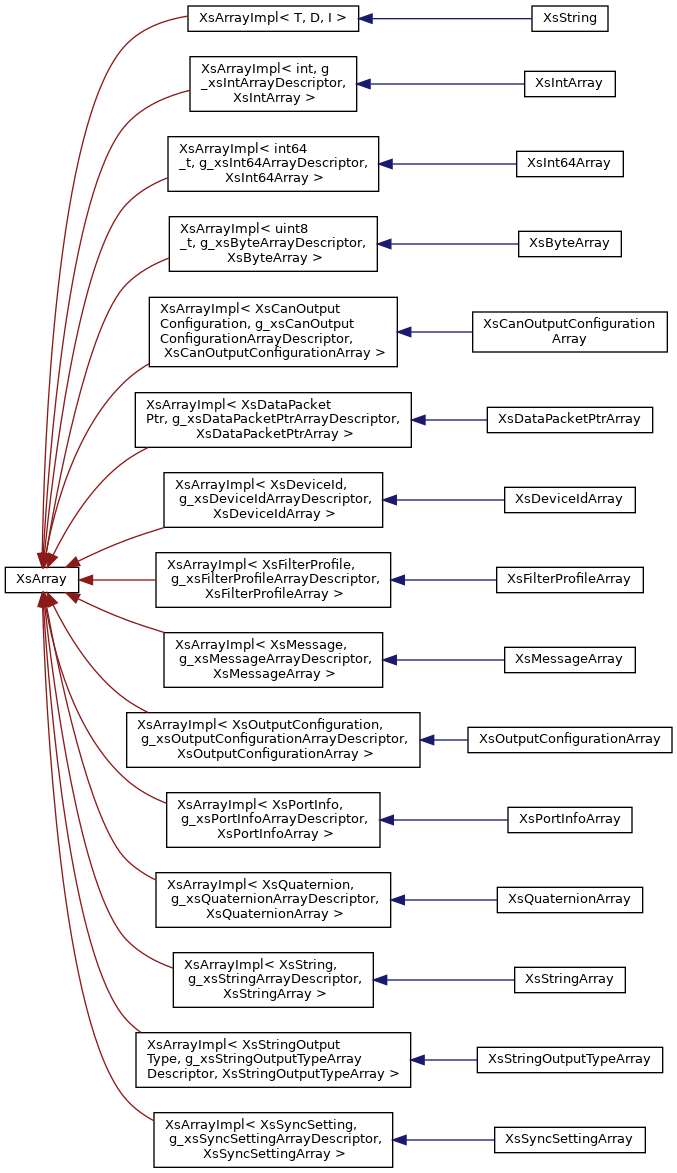 XsArrayImpl< T, D, I >
XsString
XsArrayImpl< int, g
_xsIntArrayDescriptor,
XsIntArray >
XsIntArray
XsArrayImpl< int64
_t, g_xsInt64ArrayDescriptor,
XsInt64Array >
XsInt64Array
XsArrayImpl< uint8
_t, g_xsByteArrayDescriptor,
XsByteArray >
XsByteArray
XsArrayImpl< XsCanOutput
Configuration, g_xsCanOutput
ConfigurationArrayDescriptor,
XsCanOutputConfigurationArray >
XsCanOutputConfiguration
Array
XsArrayImpl< XsDataPacket
Ptr, g_xsDataPacketPtrArrayDescriptor,
XsDataPacketPtrArray >
XsDataPacketPtrArray
XsArrayImpl< XsDeviceId,
g_xsDeviceIdArrayDescriptor,
XsDeviceIdArray >
XsDeviceIdArray
XsArray
XsArrayImpl< XsFilterProfile,
g_xsFilterProfileArrayDescriptor,
XsFilterProfileArray >
XsFilterProfileArray
XsArrayImpl< XsMessage,
g_xsMessageArrayDescriptor,
XsMessageArray >
XsMessageArray
XsArrayImpl< XsOutputConfiguration,
g_xsOutputConfigurationArrayDescriptor,
XsOutputConfigurationArray >
XsOutputConfigurationArray
XsArrayImpl< XsPortInfo,
g_xsPortInfoArrayDescriptor,
XsPortInfoArray >
XsPortInfoArray
XsArrayImpl< XsQuaternion,
g_xsQuaternionArrayDescriptor,
XsQuaternionArray >
XsQuaternionArray
XsArrayImpl< XsString,
g_xsStringArrayDescriptor,
XsStringArray >
XsStringArray
XsArrayImpl< XsStringOutput
Type, g_xsStringOutputTypeArray
Descriptor, XsStringOutputTypeArray >
XsStringOutputTypeArray
XsArrayImpl< XsSyncSetting,
g_xsSyncSettingArrayDescriptor,
XsSyncSettingArray >
XsSyncSettingArray